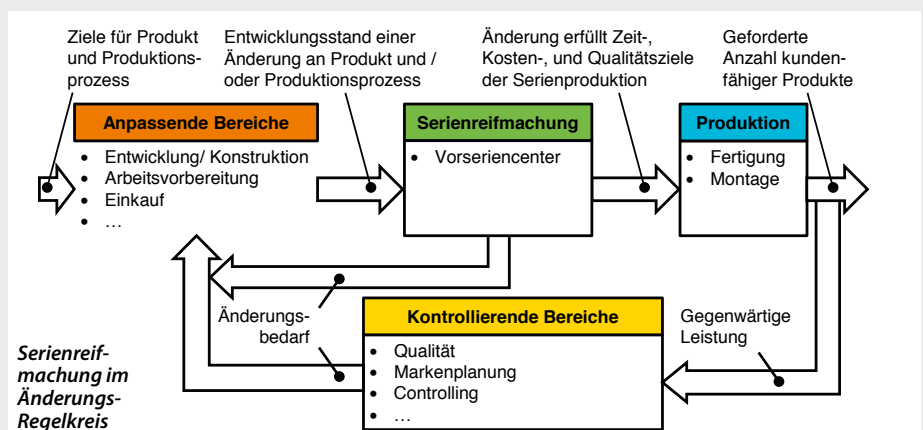 Ziele für Produkt
und Produktions-
prozess
Entwicklungsstand einer
Änderung an Produkt und /
oder Produktionsprozess
Änderung erfüllt Zeit-,
Kosten-, und Qualitätsziele
der Serienproduktion
Geforderte
Anzahl kunden-
fähiger Produkte
Anpassende Bereiche
• Entwicklung/ Konstruktion
• Arbeitsvorbereitung
• Einkauf
• …
Serienreifmachung
• Vorseriencenter
Produktion
• Fertigung
• Montage
Änderungs-
bedarf
Kontrollierende Bereiche
• Qualität
• Markenplanung
• Controlling
• …
Gegenwärtige
Leistung
Serienreif-
machung im
Änderungs-
Regelkreis